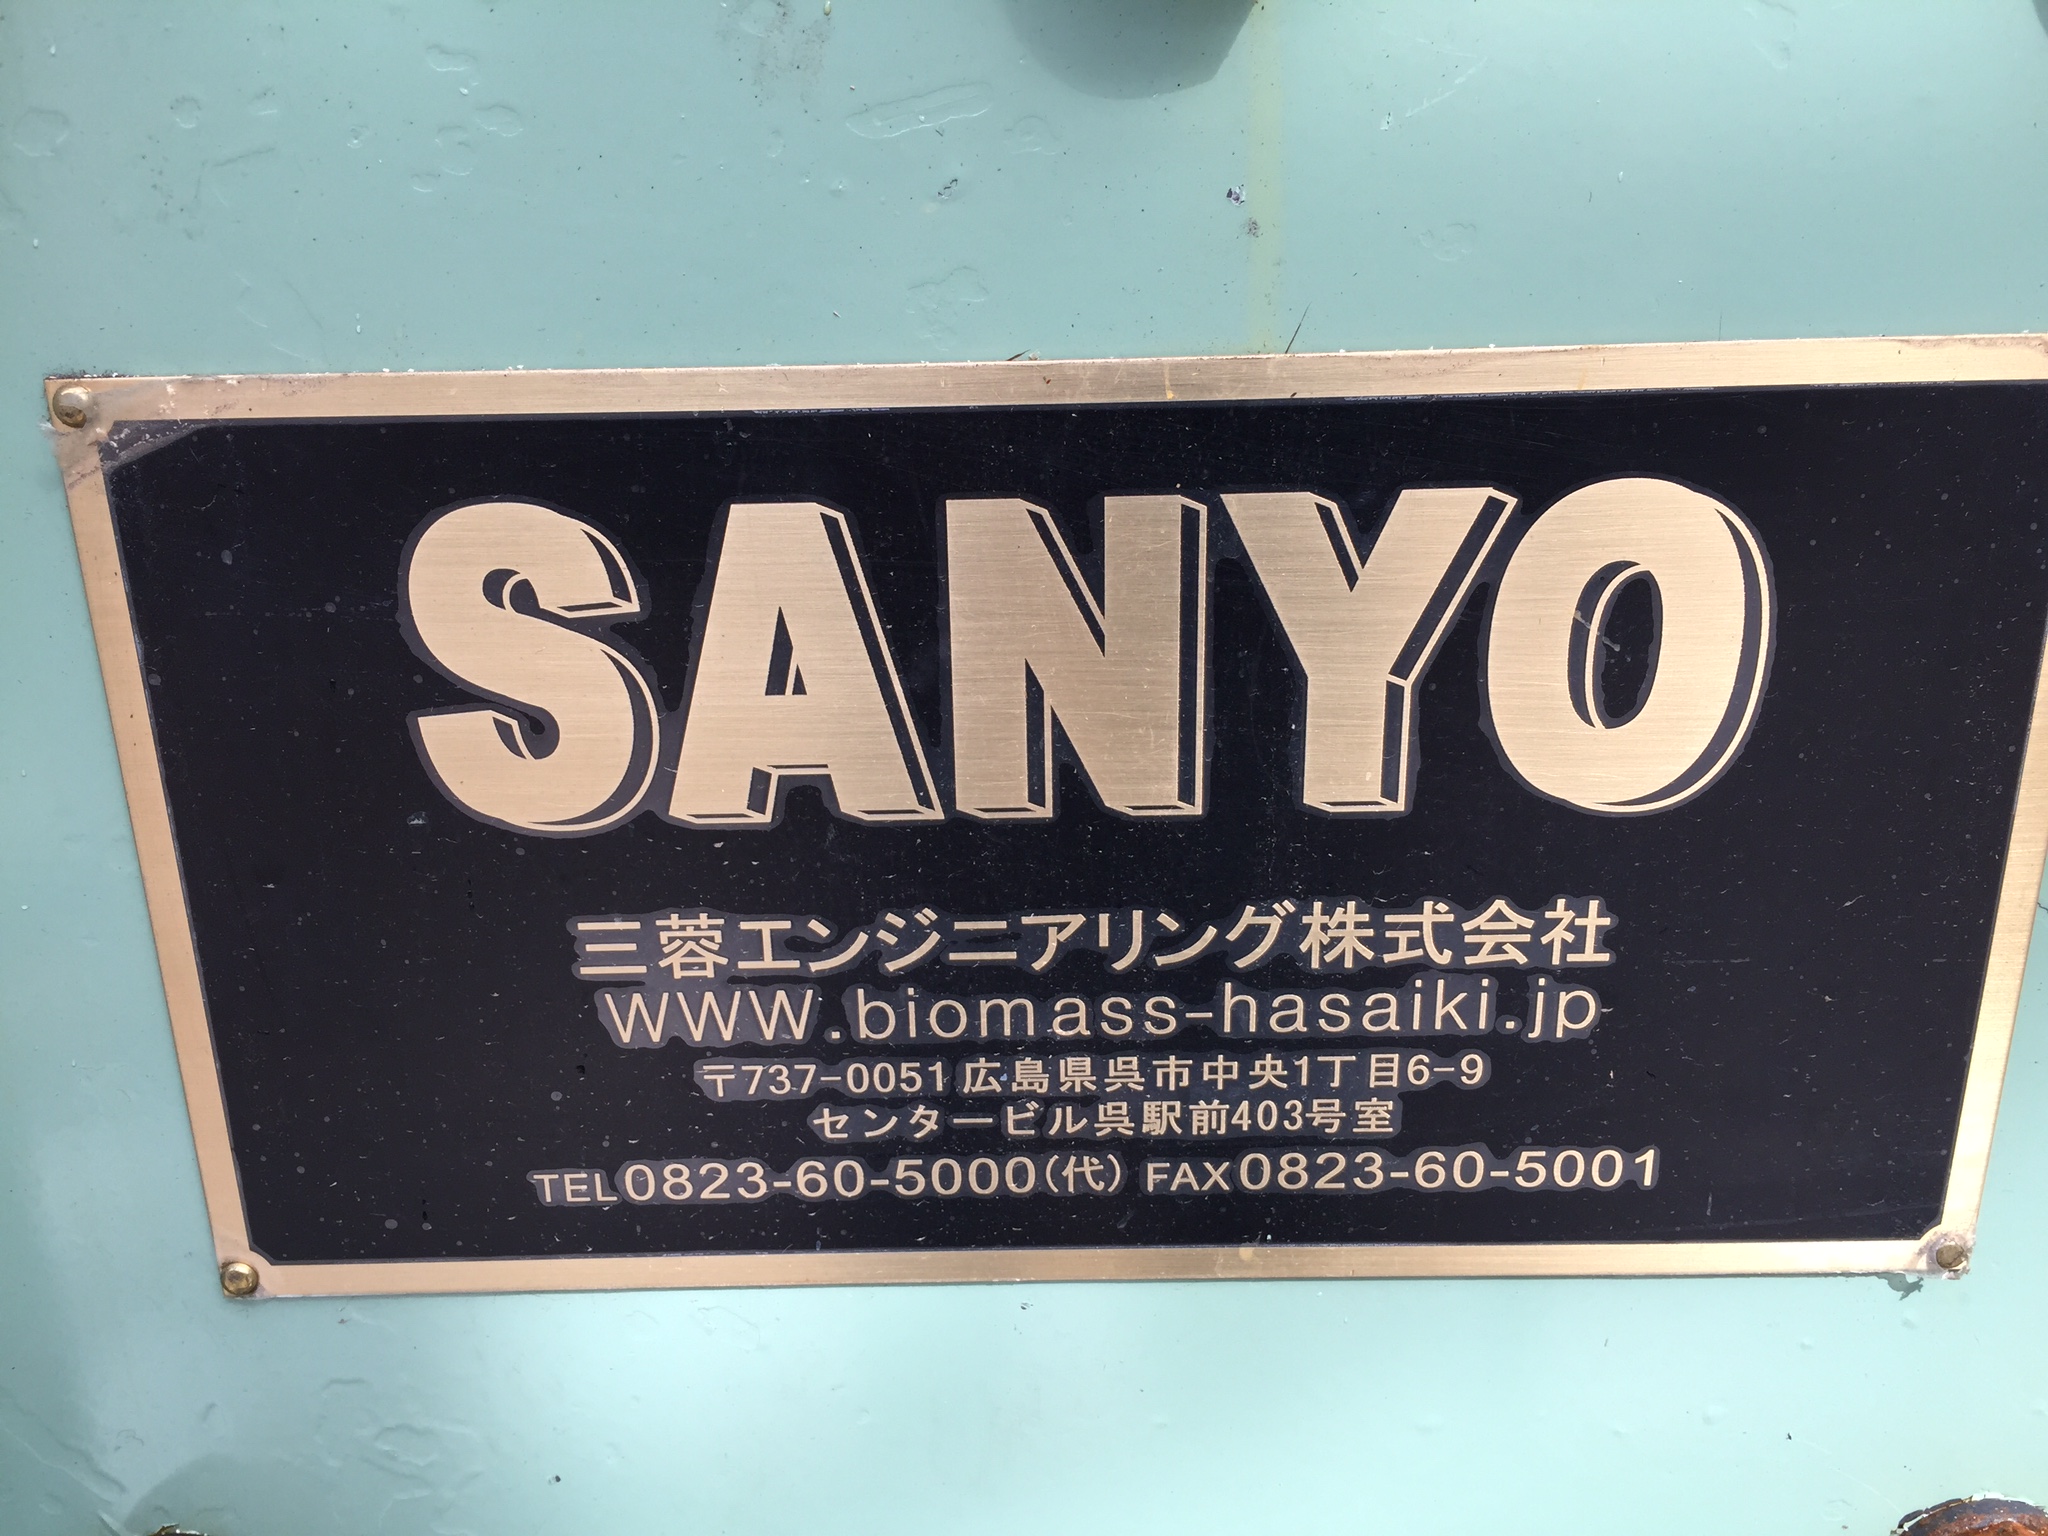 SANYO
三蓉エンジニアリング株式会社
www.biomass-hasaiki.jp
〒737-0051 広島県呉市中央1丁目6-9
センタービル呉駅前403号室
TEL0823-60-5000(代) FAX0823-60-5001